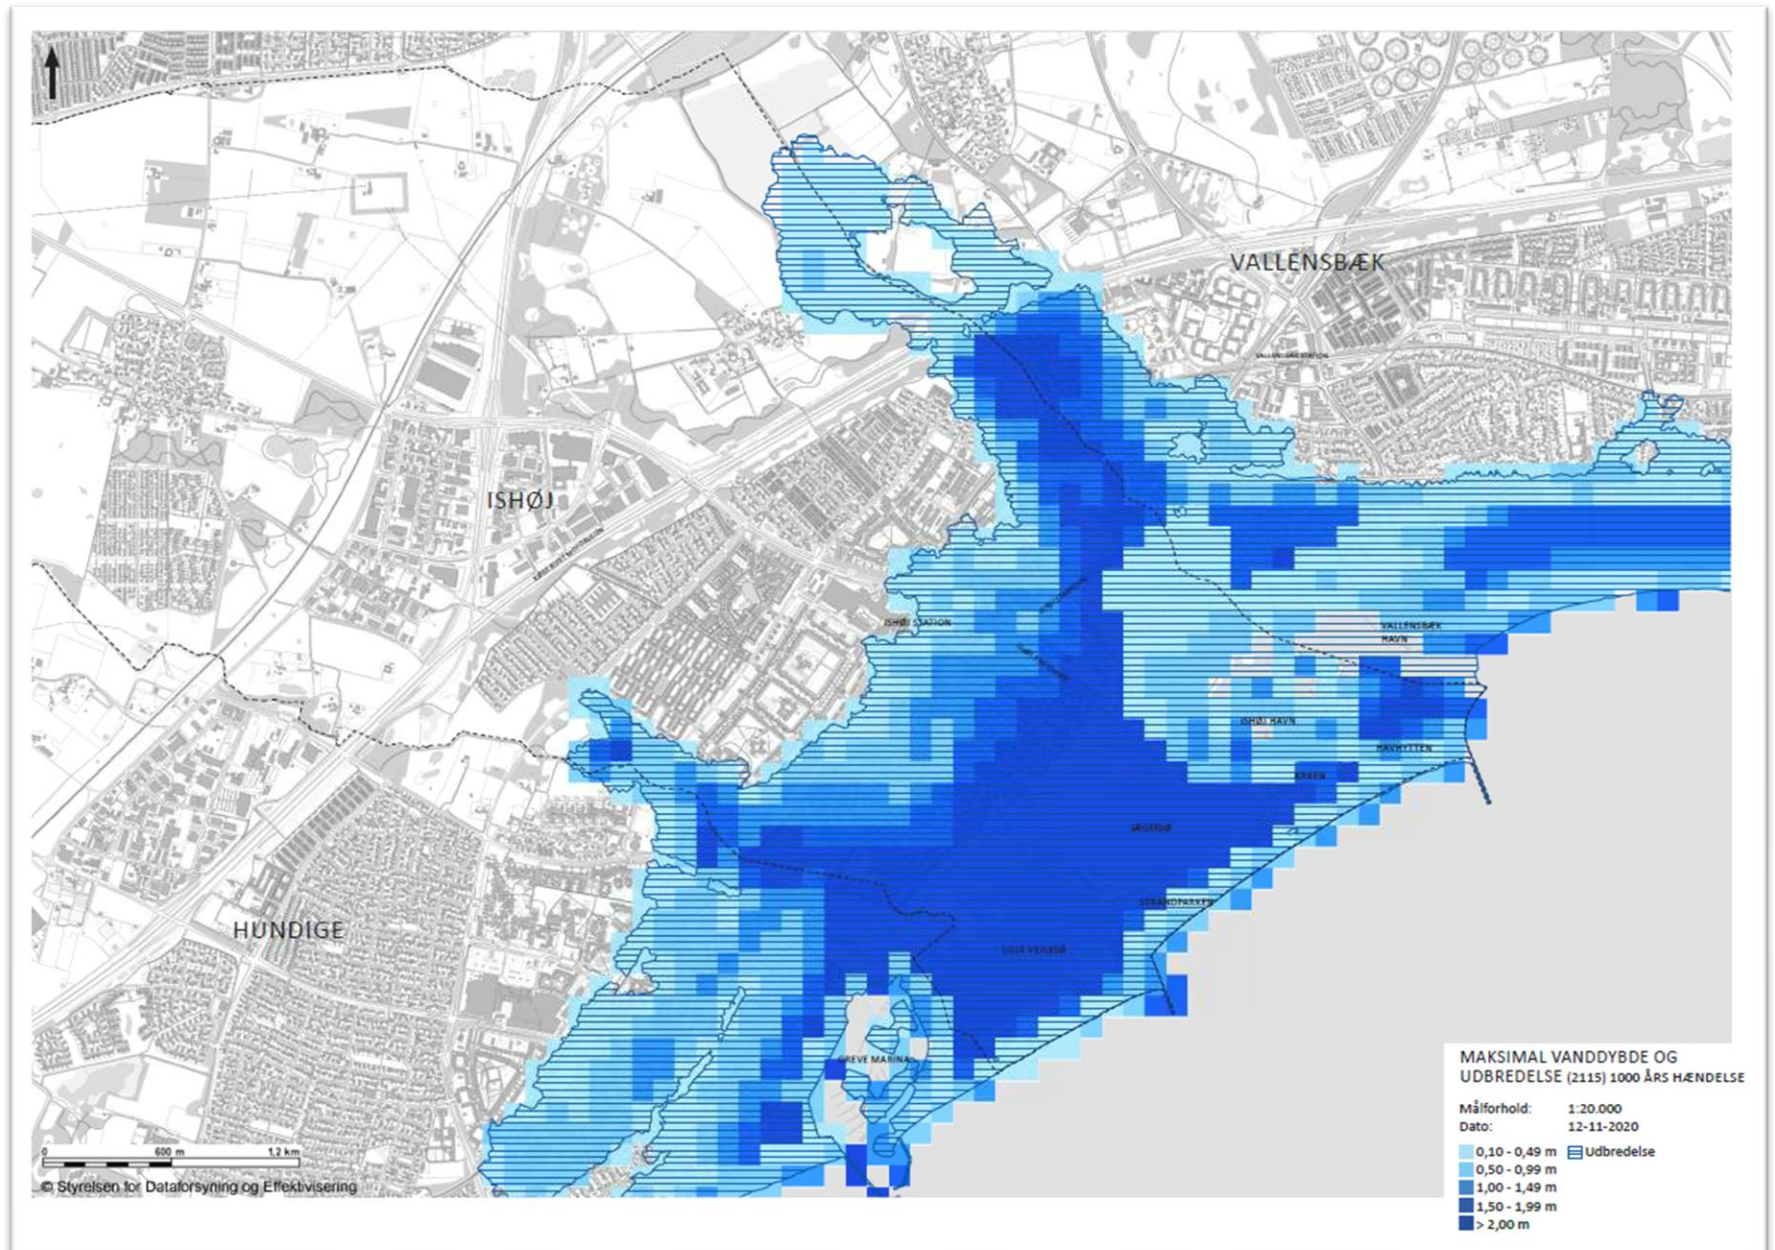 VALLENSBÆK
VALLENSBÆK STATION
ISHØJ
ISHØJ STATION
VALLENSBÆK
HAVN
ISHØJ HAVN
HAVHYTTEN
ARKEN
JÆGERSØ
STRANDPARKEN
HUNDIGE
LILLE VEJLESØ
GREVE MARINA
MAKSIMAL VANDDYBDE OG
UDBREDELSE (2115) 1000 ÅRS HÆNDELSE
Målforhold: 1:20.000
Dato: 12-11-2020
0,10 - 0,49 m Udbredelse
0,50 - 0,99 m
1,00 - 1,49 m
1,50 - 1,99 m
> 2,00 m
0 600 m 1,2 km
© Styrelsen for Dataforsyning og Effektivisering